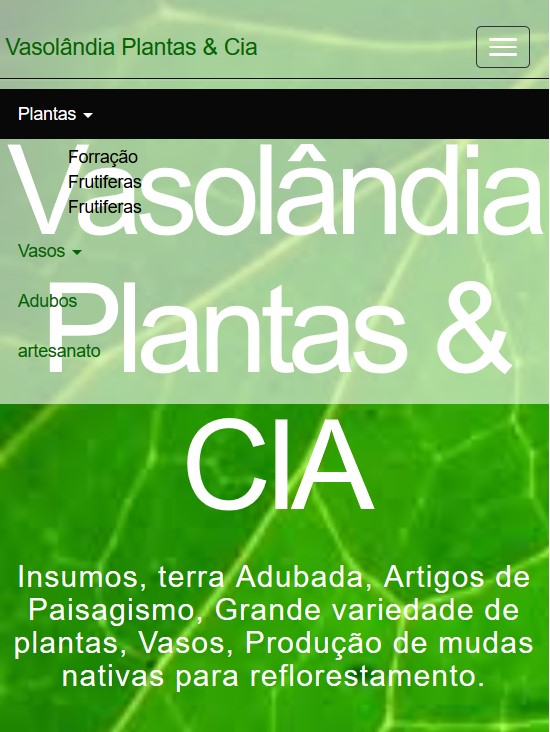 Vasolândia Plantas & Cia
Plantas
Forração
Frutiferas
Frutiferas
Vasos
Adubos
artesanato
Vasolândia
Plantas &
CIA
Insumos, terra Adubada, Artigos de
Paisagismo, Grande variedade de
plantas, Vasos, Produção de mudas
nativas para reflorestamento.